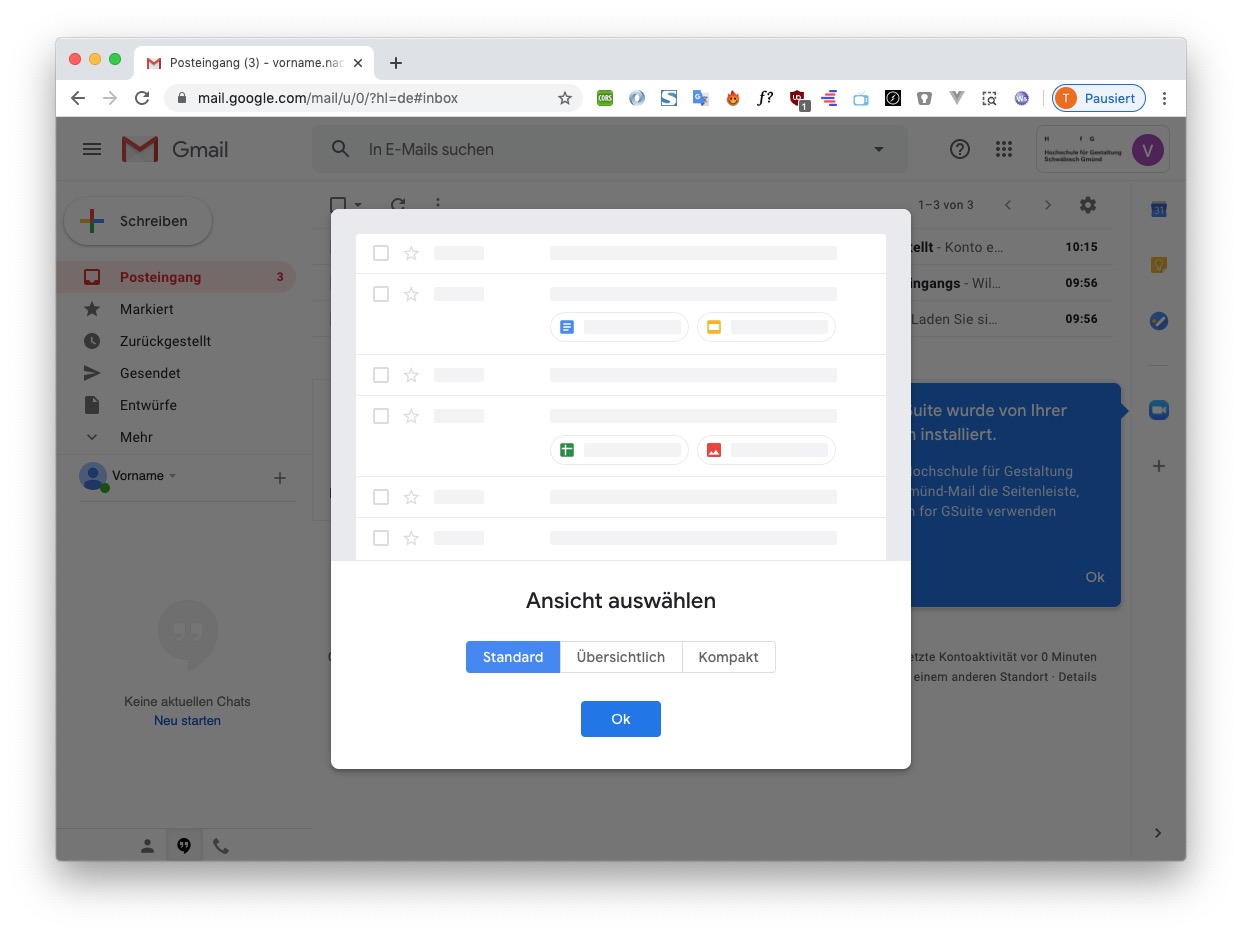 Posteingang (3) - vorname.nac
mail.google.com/mail/u/0/?hl=de#inbox
CORS
f?
1
Ws
T
Pausiert
Gmail
In E-Mails suchen
H f G
Hochschule für Gestaltung
Schwäbisch Gmünd
V
Schreiben
1–3 von 3
31
Posteingang 3
Markiert
Zurückgestellt
Gesendet
Entwürfe
Mehr
Vorname
tellt - Konto e... 10:15
ingangs - Wil... 09:56
Laden Sie si... 09:56
Suite wurde von Ihrer
n installiert.
ochschule für Gestaltung
münd-Mail die Seitenleiste,
for GSuite verwenden
Ok
Ansicht auswählen
Standard
Übersichtlich
Kompakt
Ok
etzte Kontoaktivität vor 0 Minuten
einem anderen Standort · Details
Keine aktuellen Chats
Neu starten